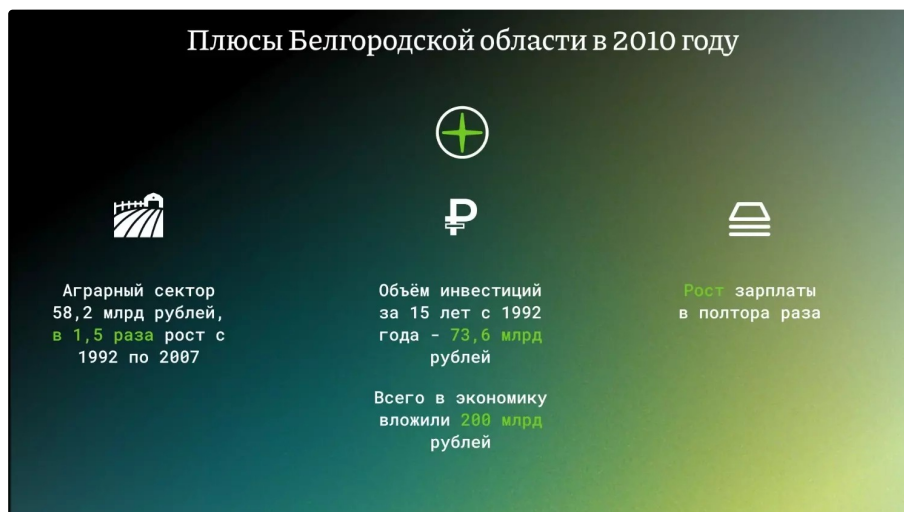 Плюсы Белгородской области в 2010 году
Аграрный сектор
58,2 млрд рублей,
в 1,5 раза рост с
1992 по 2007
Объём инвестиций
за 15 лет с 1992
года - 73,6 млрд
рублей
Всего в экономику
вложили 200 млрд
рублей
Рост зарплаты
в полтора раза